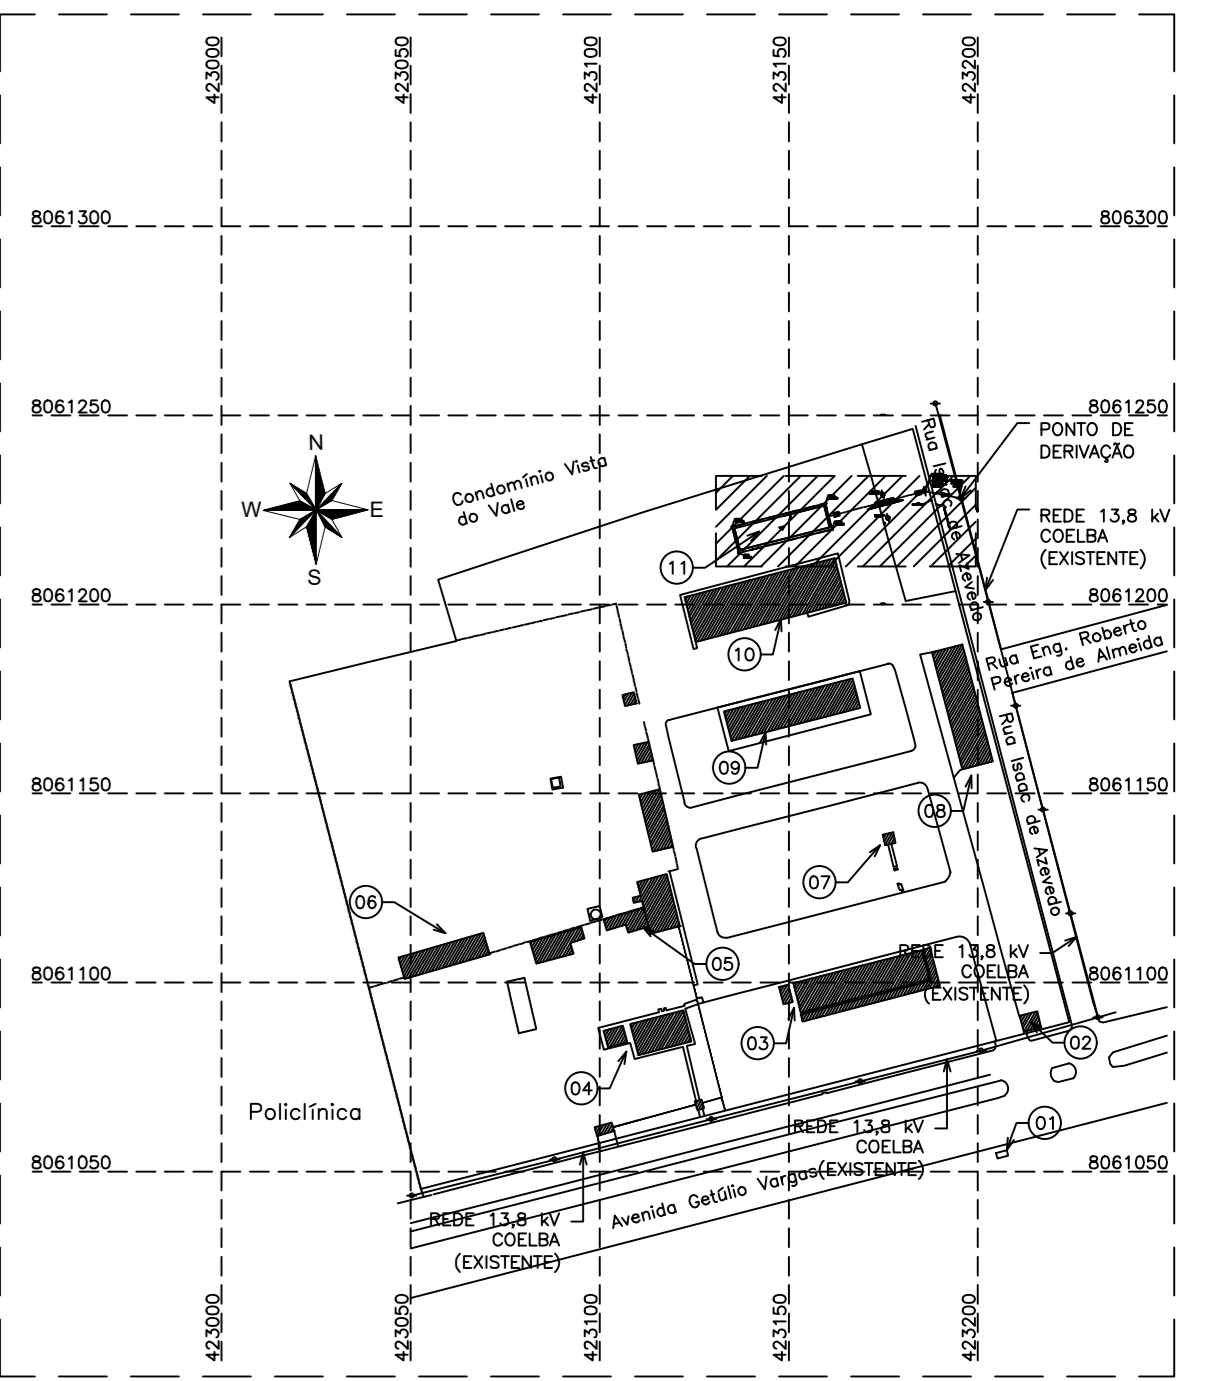 423000
423050
423100
423150
423200
8061300
806300
8061250
8061250
PONTO DE
DERIVAÇÃO
Rua Isaac de Azevedo
Condomínio Vista
do Vale
N
W
E
S
REDE 13,8 kV
COELBA
(EXISTENTE)
11
8061200
8061200
10
Rua Eng. Roberto
Pereira de Almeida
Rua Isaac de Azevedo
09
8061150
8061150
08
07
06
05
REDE 13,8 kV
COELBA
(EXISTENTE)
8061100
8061100
03
02
04
Policlínica
01
REDE 13,8 kV
COELBA
(EXISTENTE)
8061050
8061050
Avenida Getúlio Vargas
REDE 13,8 kV
COELBA
(EXISTENTE)
423000
423050
423100
423150
423200